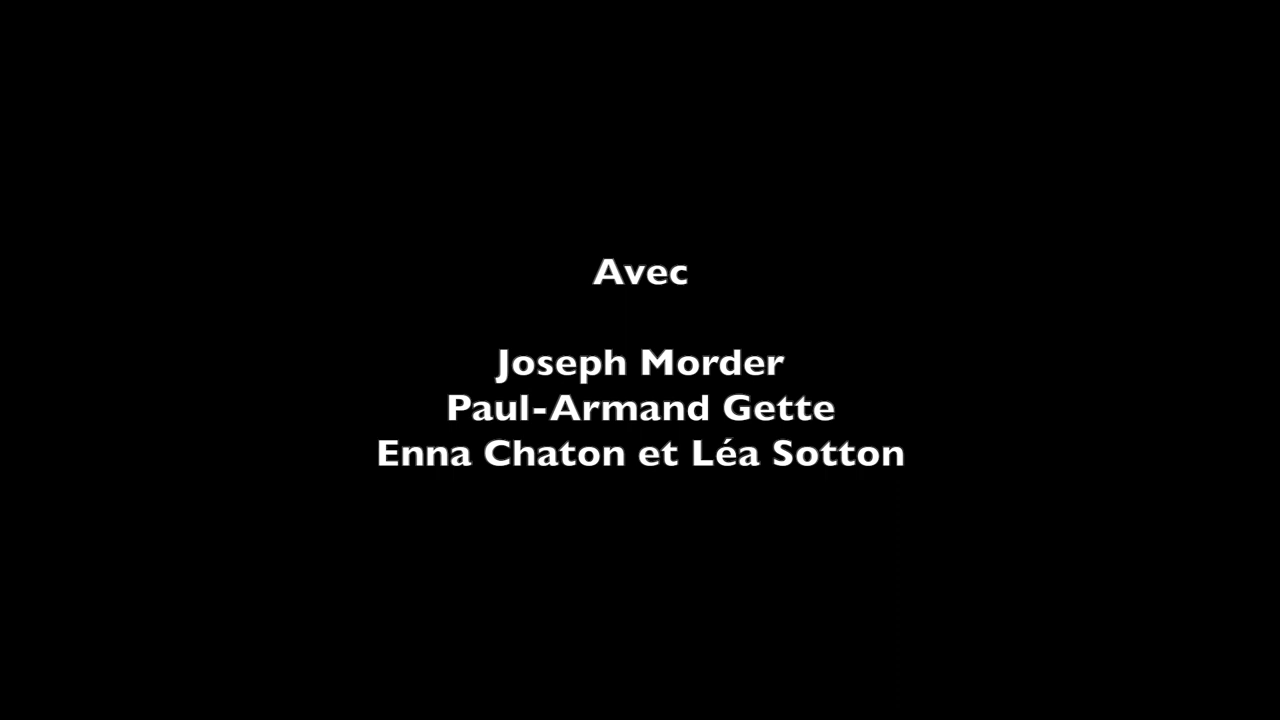 Avec
Joseph Morder
Paul-Armand Gette
Enna Chaton et Léa Sotton